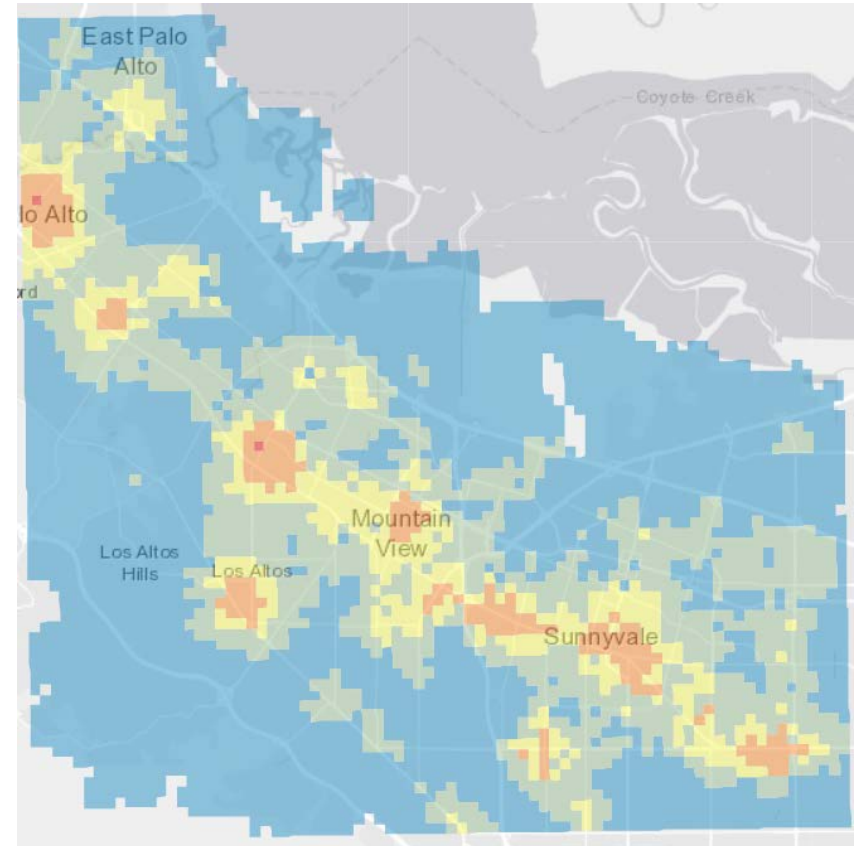 East Palo
Alto
Coyote Creek
lo Alto
rd
Mountain
View
Los Altos
Hills
Los Altos
Sunnyvale